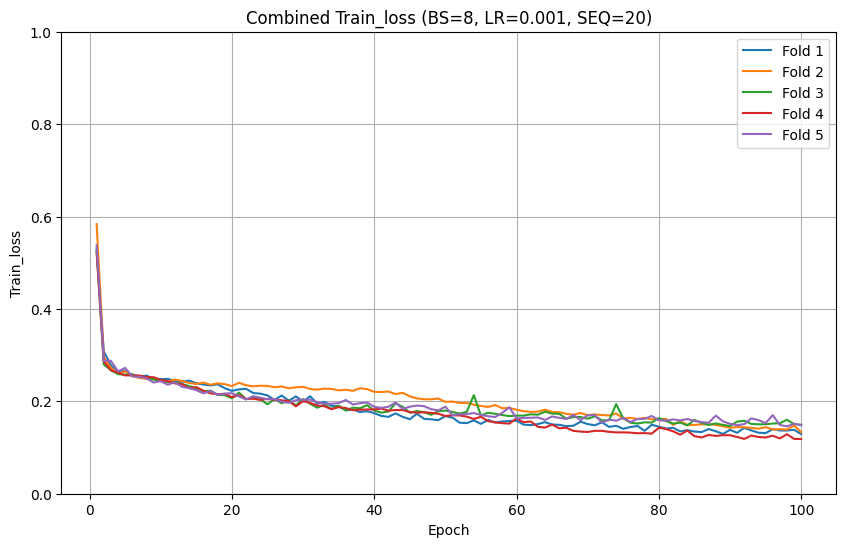 Combined Train_loss (BS=8, LR=0.001, SEQ=20)
1.0
0.8
0.6
0.4
0.2
0.0
Train_loss
Fold 1
Fold 2
Fold 3
Fold 4
Fold 5
0 20 40 60 80 100
Epoch